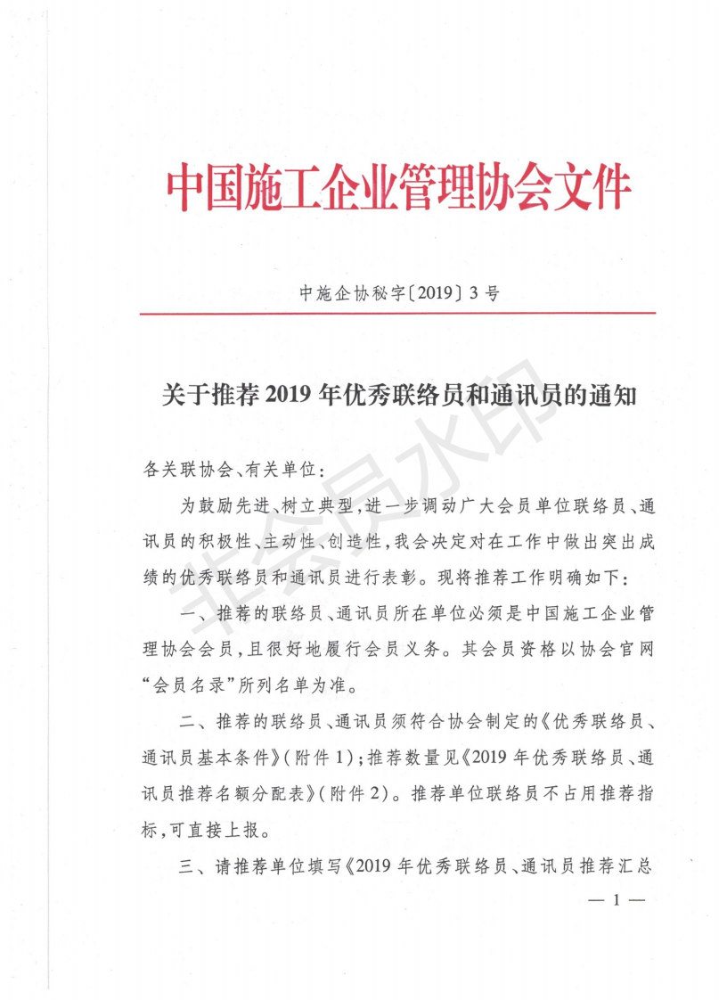 中国施工企业管理协会文件
中施企协秘字〔2019〕3号
关于推荐2019年优秀联络员和通讯员的通知
各关联协会、有关单位：
为鼓励先进、树立典型，进一步调动广大会员单位联络员、通
讯员的积极性、主动性、创造性，我会决定对在工作中做出突出成
绩的优秀联络员和通讯员进行表彰。现将推荐工作明确如下：
一、推荐的联络员、通讯员所在单位必须是中国施工企业管
理协会会员，且很好地履行会员义务。其会员资格以协会官网
“会员名录”所列名单为准。
二、推荐的联络员、通讯员须符合协会制定的《优秀联络员、
通讯员基本条件》（附件1）；推荐数量见《2019年优秀联络员、通
讯员推荐名额分配表》（附件2）。推荐单位联络员不占用推荐指
标，可直接上报。
三、请推荐单位填写《2019年优秀联络员、通讯员推荐汇总
— 1 —
非会员水印